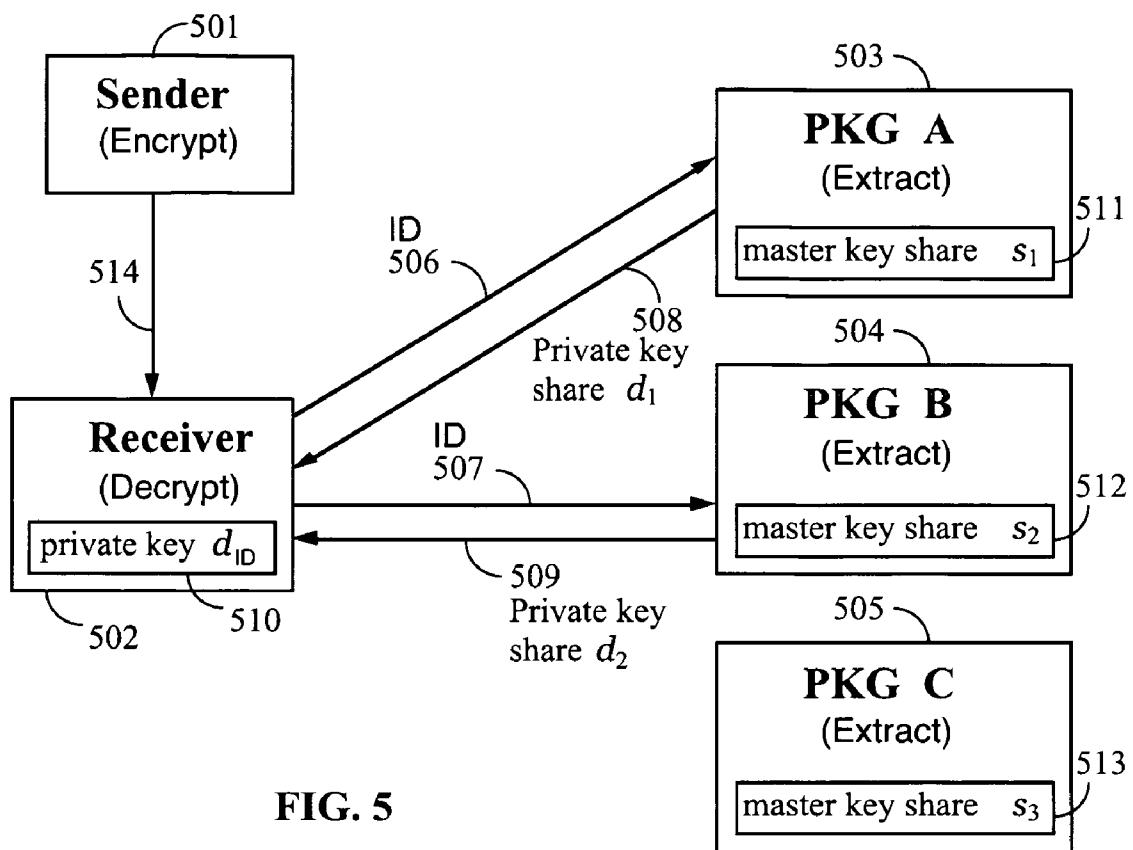 501
Sender
(Encrypt)
514
Receiver
(Decrypt)
private key d_ID
510
502
ID
506
508
Private key
share d₁
ID
507
509
Private key
share d₂
503
PKG A
(Extract)
511
master key share s₁
504
PKG B
(Extract)
512
master key share s₂
505
PKG C
(Extract)
513
master key share s₃
FIG. 5